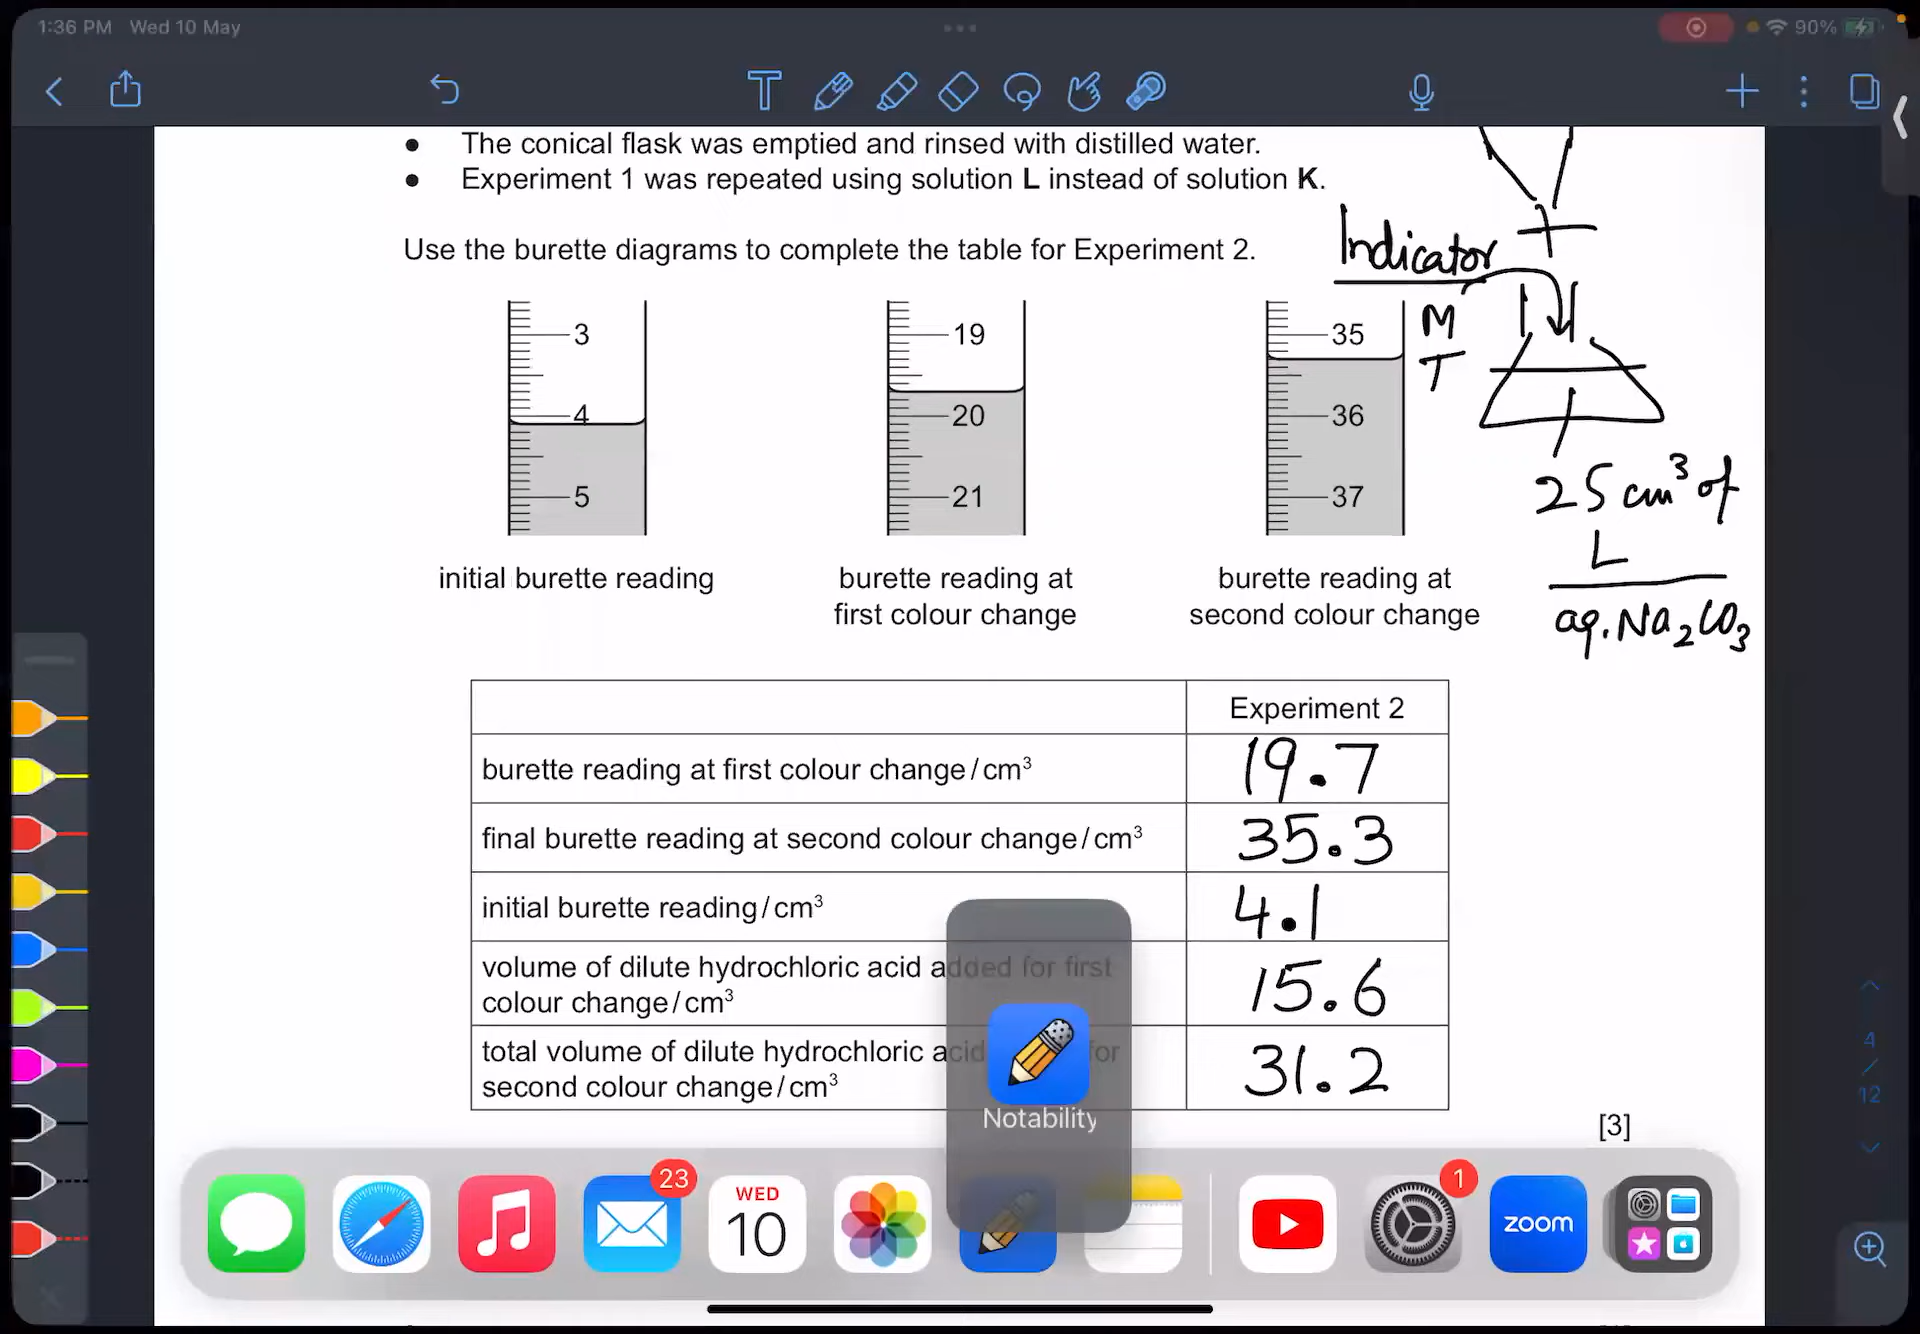 1:36 PM Wed 10 May
90%
• The conical flask was emptied and rinsed with distilled water.
• Experiment 1 was repeated using solution L instead of solution K.
Use the burette diagrams to complete the table for Experiment 2.
Indicator
M
T
3
4
5
19
20
21
35
36
37
25 cm³ of
L
aq. Na₂CO₃
initial burette reading
burette reading at
first colour change
burette reading at
second colour change
Experiment 2
burette reading at first colour change/cm³ 19.7
final burette reading at second colour change/cm³ 35.3
initial burette reading/cm³ 4.1
volume of dilute hydrochloric acid added for first
colour change/cm³ 15.6
total volume of dilute hydrochloric acid for
second colour change/cm³ 31.2
[3]
Notability
4
/
12
23
WED
10
1
zoom